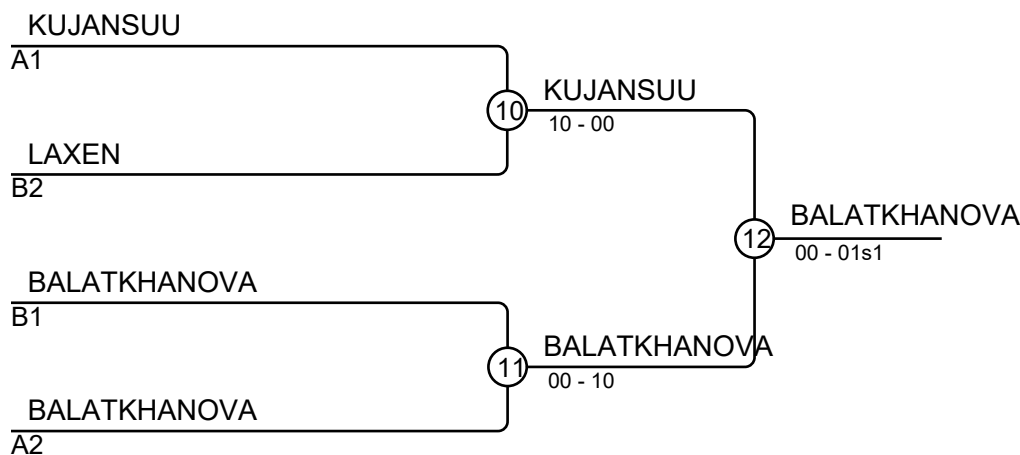 KUJANSUU
A1
10
KUJANSUU
10 - 00
LAXEN
B2
12
BALATKHANOVA
00 - 01s1
BALATKHANOVA
B1
11
BALATKHANOVA
00 - 10
BALATKHANOVA
A2